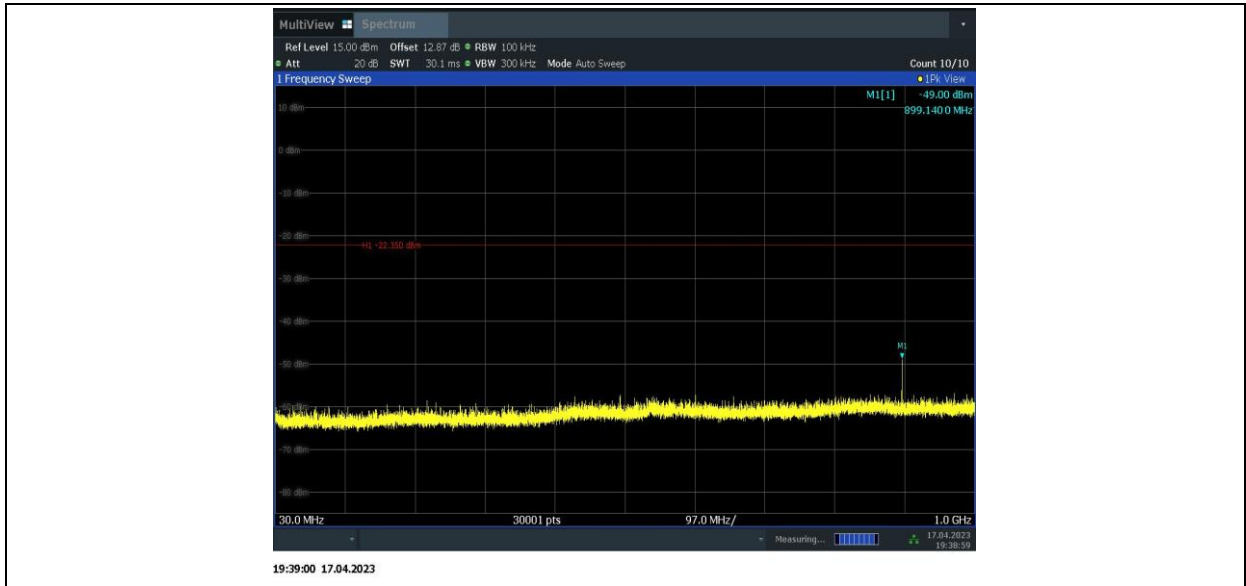 MultiView Spectrum
Ref Level 15.00 dBm Offset 12.87 dB RBW 100 kHz
Att 20 dB SWT 30.1 ms VBW 300 kHz Mode Auto Sweep Count 10/10
1 Frequency Sweep 1Pk View
M1[1] -49.00 dBm
899.1400 MHz
10 dBm
0 dBm
-10 dBm
-20 dBm
H1 -22.350 dBm
-30 dBm
-40 dBm
M1
-50 dBm
-60 dBm
-70 dBm
-80 dBm
30.0 MHz 30001 pts 97.0 MHz/ 1.0 GHz
Measuring... 17.04.2023
19:38:59
19:39:00 17.04.2023